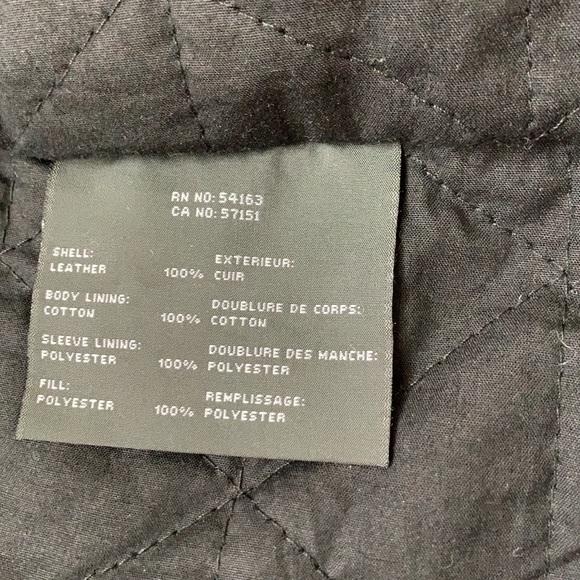 RN NO: 54163
CA NO: 57151
SHELL:
LEATHER 100%
EXTERIEUR:
CUIR
BODY LINING:
COTTON 100%
DOUBLURE DE CORPS:
COTTON
SLEEVE LINING:
POLYESTER 100%
DOUBLURE DES MANCHE:
POLYESTER
FILL:
POLYESTER 100%
REMPLISSAGE:
POLYESTER